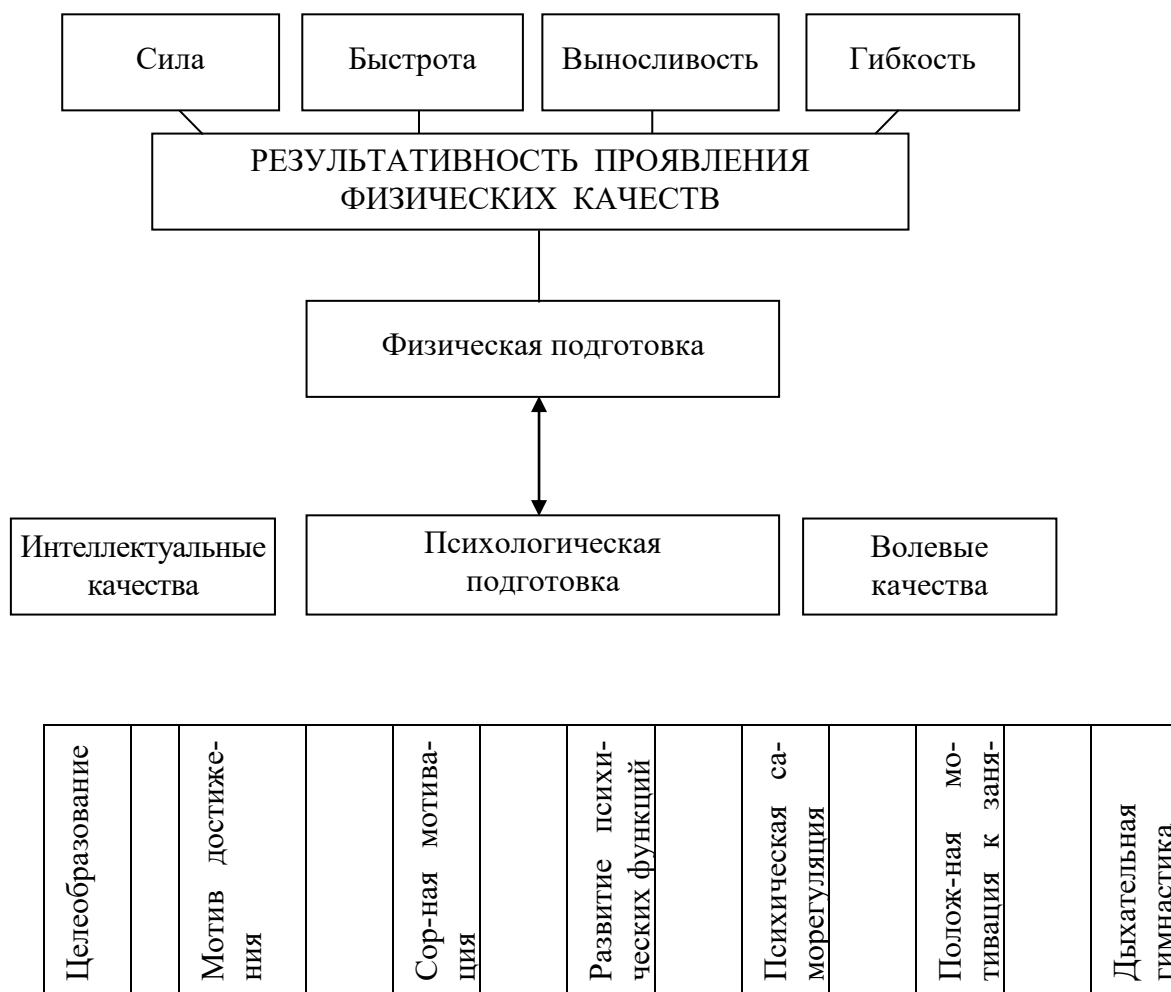 Сила
Быстрота
Выносливость
Гибкость
РЕЗУЛЬТАТИВНОСТЬ ПРОЯВЛЕНИЯ
ФИЗИЧЕСКИХ КАЧЕСТВ
Физическая подготовка
Интеллектуальные
качества
Психологическая
подготовка
Волевые
качества
Целеобразование
Мотив достиже-
ния
Сор-ная мотива-
ция
Развитие психи-
ческих функций
Психическая са-
морегуляция
Полож-ная мо-
тивация к заня-
Дыхательная
гимнастика